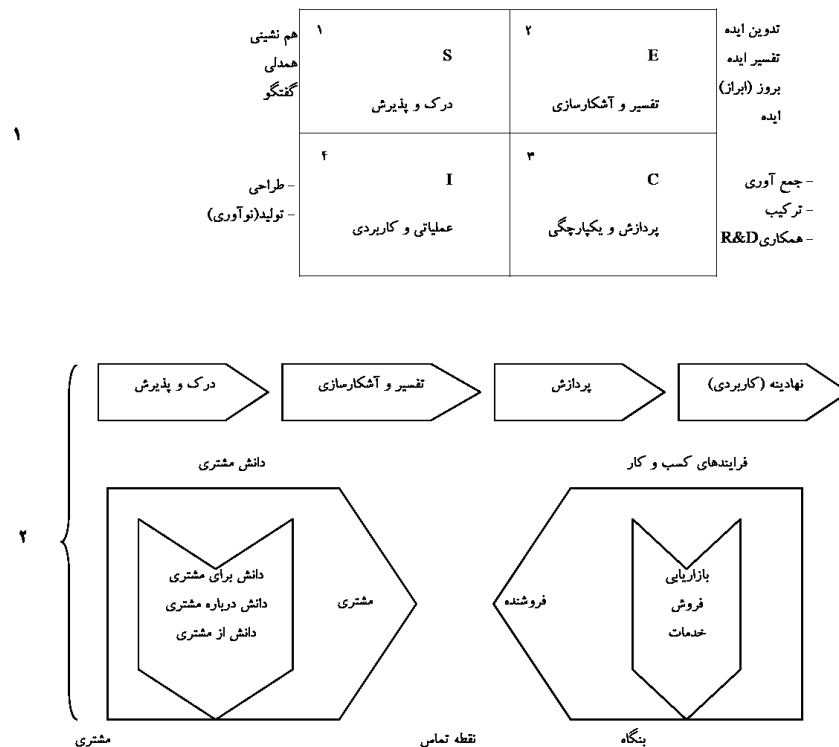 تدوین ایده
تفسیر ایده
بروز (ابراز)
ایده
۲
E
تفسیر و آشکارسازی
۱
S
درک و پذیرش
هم نشینی
همدلی
گفتگو
۱
– جمع آوری
– ترکیب
– همکاریR&D
۳
C
پردازش و یکپارچگی
۴
I
عملیاتی و کاربردی
– طراحی
– تولید(نوآوری)
درک و پذیرش
تفسیر و آشکارسازی
پردازش
نهادینه (کاربردی)
۲
فرایندهای کسب و کار
دانش مشتری
بازاریابی
فروش
خدمات
فروشنده
مشتری
دانش برای مشتری
دانش درباره مشتری
دانش از مشتری
بنگاه
نقطه تماس
مشتری